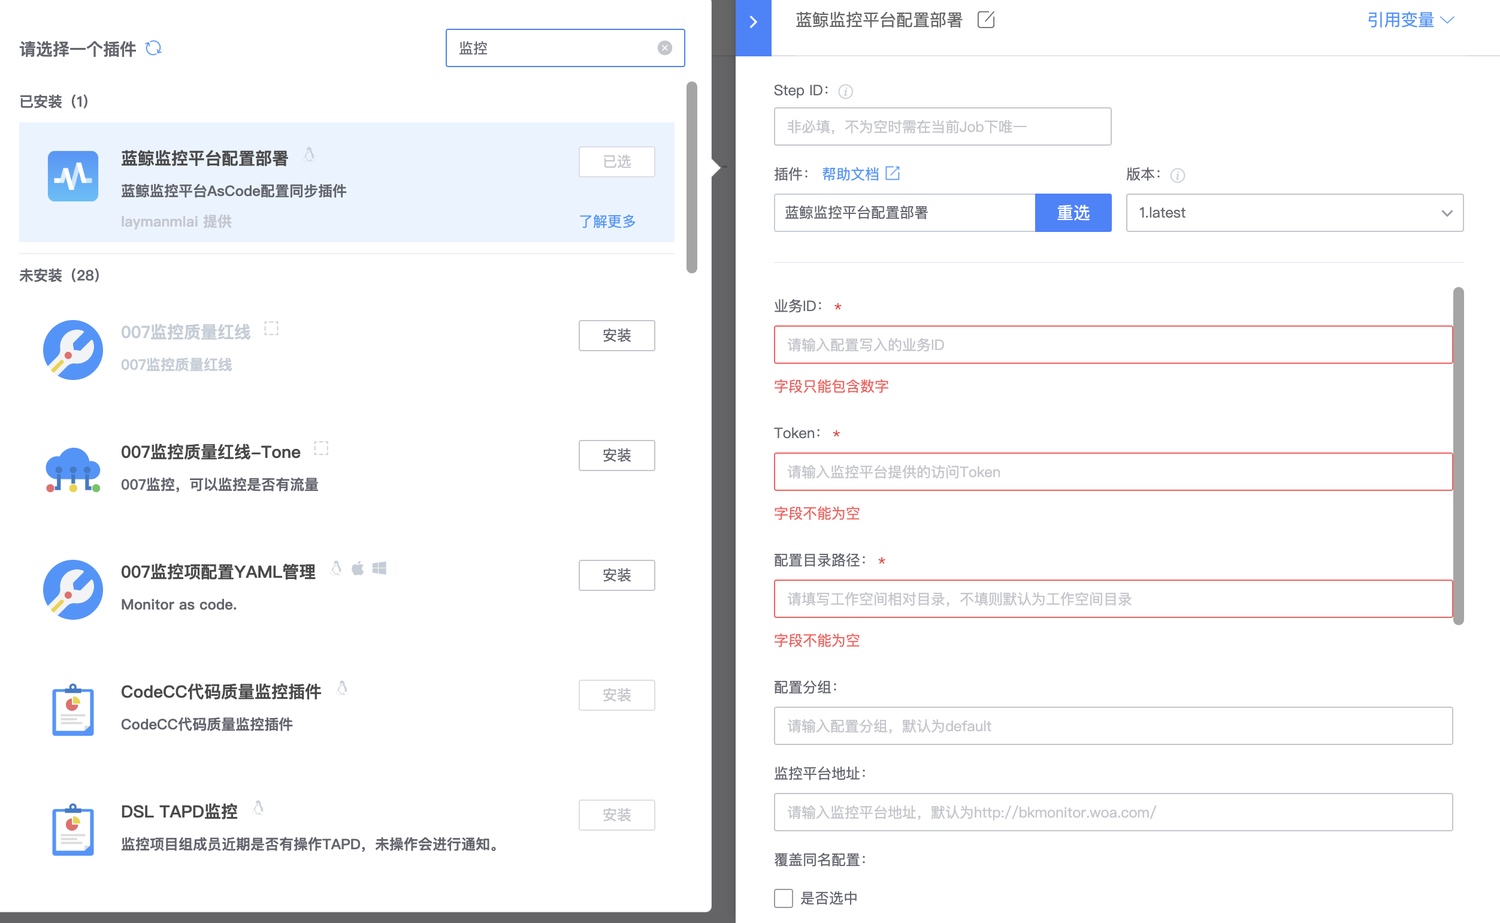 请选择一个插件
监控
已安装（1）
蓝鲸监控平台配置部署
已选
蓝鲸监控平台AsCode配置同步插件
laymanmlai 提供
了解更多
未安装（28）
007监控质量红线
安装
007监控质量红线
007监控质量红线-Tone
安装
007监控，可以监控是否有流量
007监控项配置YAML管理
安装
Monitor as code.
CodeCC代码质量监控插件
安装
CodeCC代码质量监控插件
DSL TAPD监控
安装
监控项目组成员近期是否有操作TAPD，未操作会进行通知。
蓝鲸监控平台配置部署
引用变量
Step ID：
非必填，不为空时需在当前Job下唯一
插件：
帮助文档
版本：
蓝鲸监控平台配置部署
重选
1.latest
业务ID： *
请输入配置写入的业务ID
字段只能包含数字
Token： *
请输入监控平台提供的访问Token
字段不能为空
配置目录路径： *
请填写工作空间相对目录，不填则默认为工作空间目录
字段不能为空
配置分组：
请输入配置分组，默认为default
监控平台地址：
请输入监控平台地址，默认为http://bkmonitor.woa.com/
覆盖同名配置：
是否选中